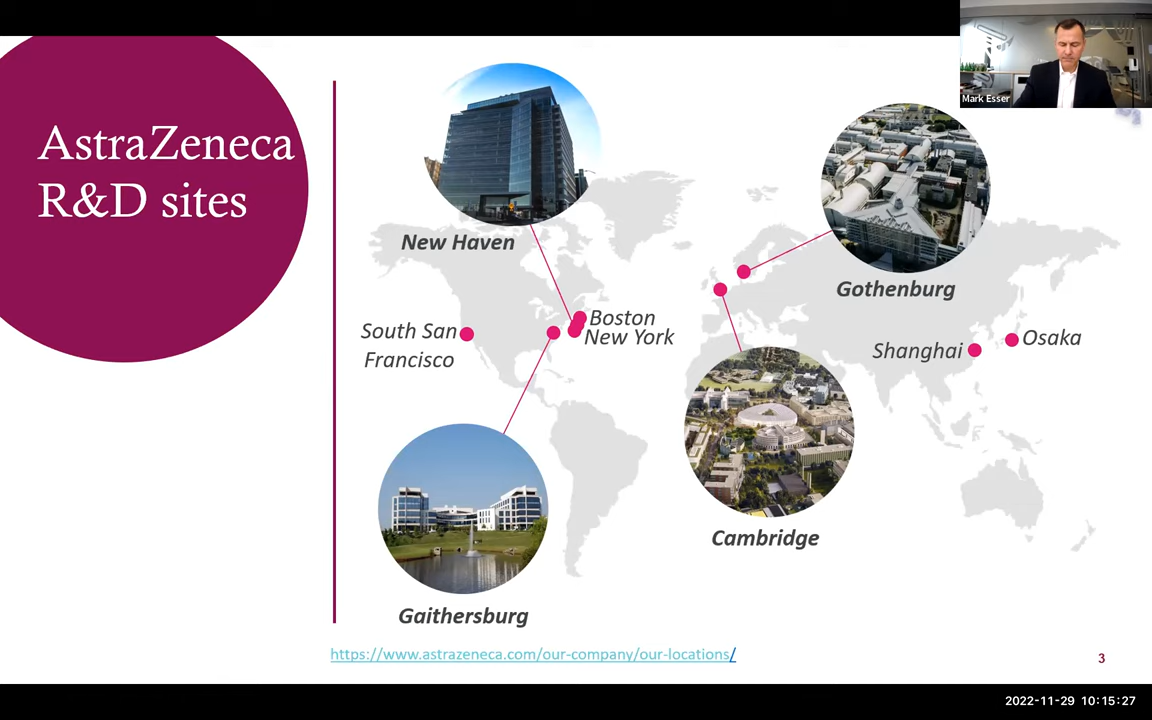 AstraZeneca
R&D sites
Mark Esser
New Haven
Gothenburg
South San
Francisco
Boston
New York
Shanghai
Osaka
Cambridge
Gaithersburg
https://www.astrazeneca.com/our-company/our-locations/
3
2022-11-29 10:15:27